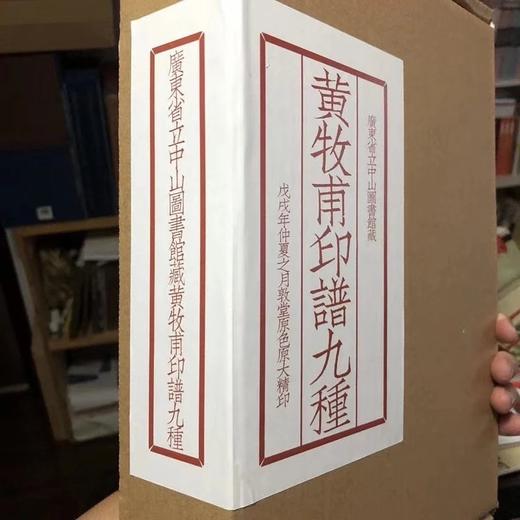 廣東省立中山圖書館藏
黃牧甫印譜九種
戊戌年仲夏之月敦堂原色原大精印
廣東省立中山圖書館藏黃牧甫印譜九種